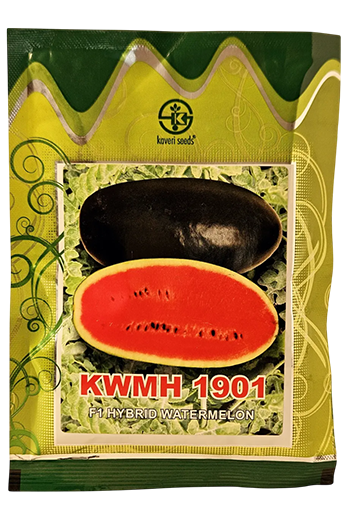 kaveri seeds®
KWMH 1901
F1 HYBRID WATERMELON